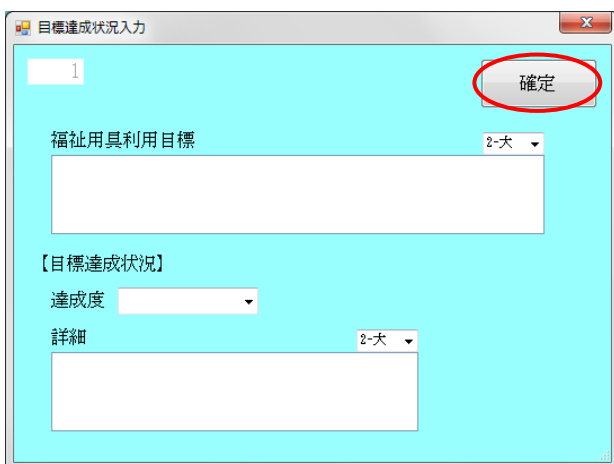 目標達成状況入力
1
確定
福祉用具利用目標
2-大
【目標達成状況】
達成度
詳細
2-大